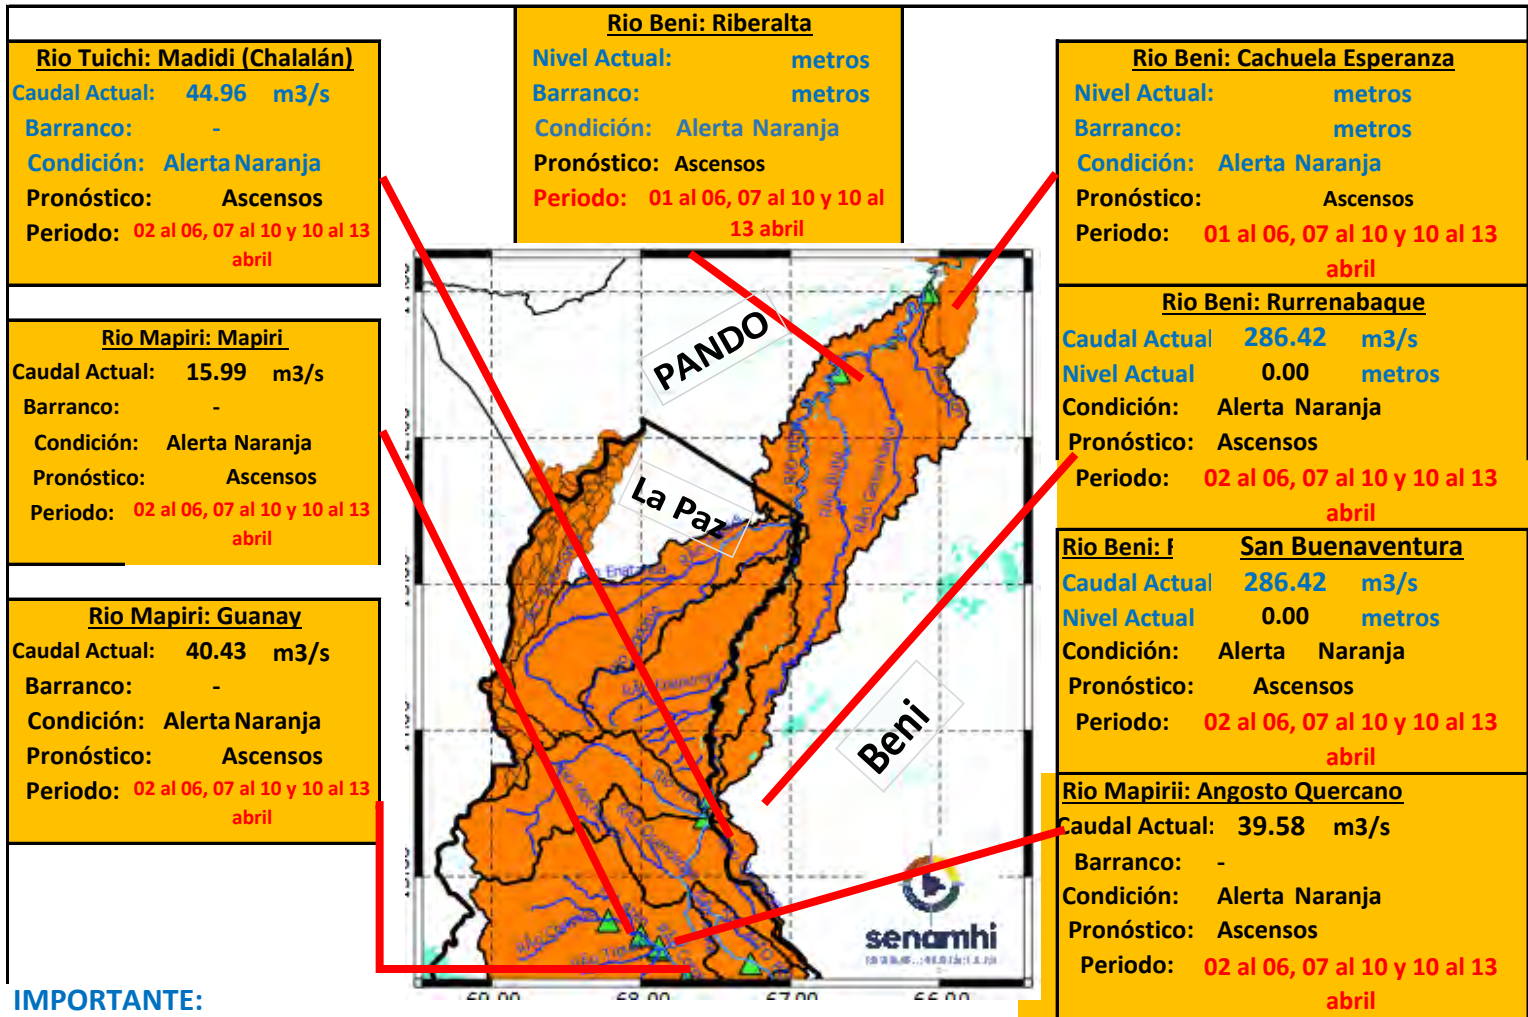 Rio Tuichi: Madidi (Chalalán)
Caudal Actual: 44.96 m3/s
Barranco: -
Condición: Alerta Naranja
Pronóstico: Ascensos
Periodo: 02 al 06, 07 al 10 y 10 al 13
abril
Rio Mapiri: Mapiri
Caudal Actual: 15.99 m3/s
Barranco: -
Condición: Alerta Naranja
Pronóstico: Ascensos
Periodo: 02 al 06, 07 al 10 y 10 al 13
abril
Rio Mapiri: Guanay
Caudal Actual: 40.43 m3/s
Barranco: -
Condición: Alerta Naranja
Pronóstico: Ascensos
Periodo: 02 al 06, 07 al 10 y 10 al 13
abril
Rio Beni: Riberalta
Nivel Actual: metros
Barranco: metros
Condición: Alerta Naranja
Pronóstico: Ascensos
Periodo: 01 al 06, 07 al 10 y 10 al
13 abril
PANDO
La Paz
Beni
senamhi
Rio Beni: Cachuela Esperanza
Nivel Actual: metros
Barranco: metros
Condición: Alerta Naranja
Pronóstico: Ascensos
Periodo: 01 al 06, 07 al 10 y 10 al 13
abril
Rio Beni: Rurrenabaque
Caudal Actual 286.42 m3/s
Nivel Actual 0.00 metros
Condición: Alerta Naranja
Pronóstico: Ascensos
Periodo: 02 al 06, 07 al 10 y 10 al 13
abril
Rio Beni: San Buenaventura
Caudal Actual 286.42 m3/s
Nivel Actual 0.00 metros
Condición: Alerta Naranja
Pronóstico: Ascensos
Periodo: 02 al 06, 07 al 10 y 10 al 13
abril
Rio Mapirii: Angosto Quercano
Caudal Actual: 39.58 m3/s
Barranco: -
Condición: Alerta Naranja
Pronóstico: Ascensos
Periodo: 02 al 06, 07 al 10 y 10 al 13
abril
IMPORTANTE: